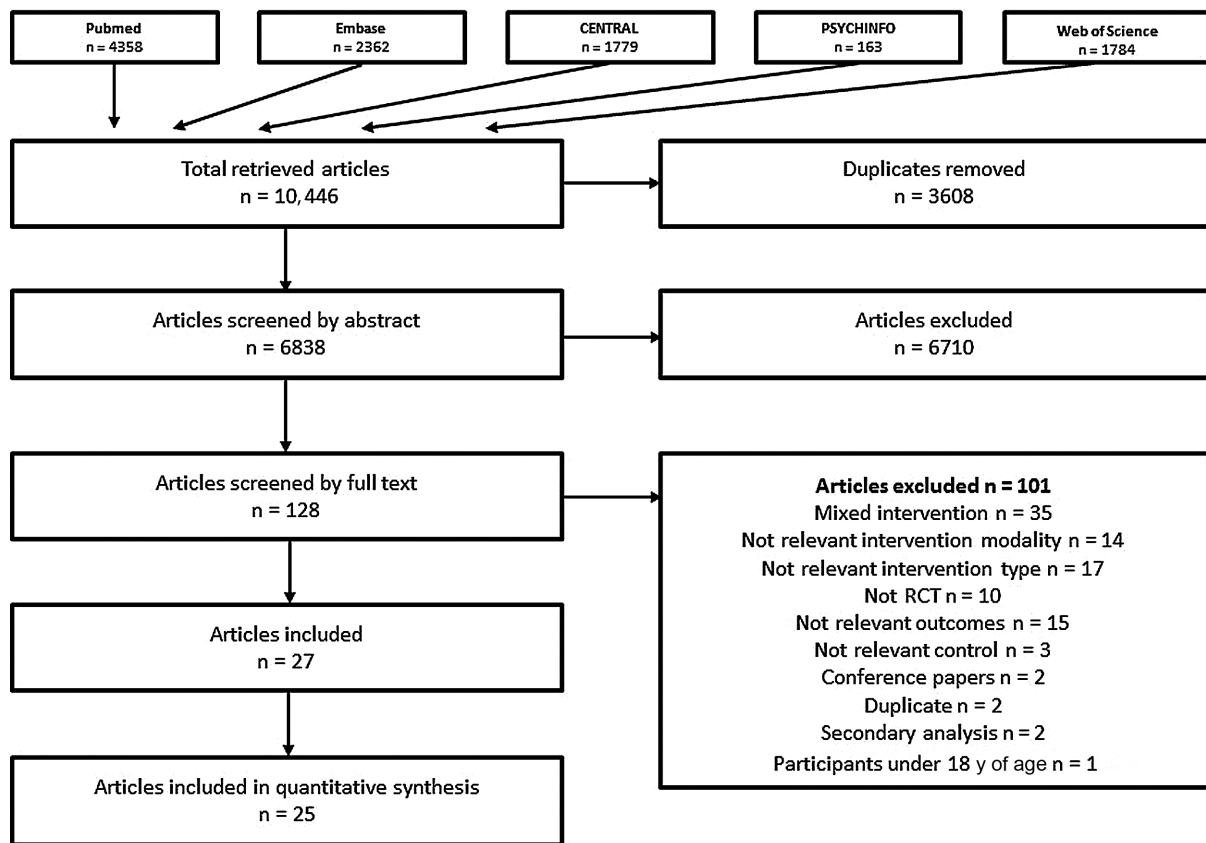 Pubmed
n = 4358
Embase
n = 2362
CENTRAL
n = 1779
PSYCHINFO
n = 163
Web of Science
n = 1784
Total retrieved articles
n = 10,446
Duplicates removed
n = 3608
Articles screened by abstract
n = 6838
Articles excluded
n = 6710
Articles screened by full text
n = 128
Articles excluded n = 101
Mixed intervention n = 35
Not relevant intervention modality n = 14
Not relevant intervention type n = 17
Not RCT n = 10
Not relevant outcomes n = 15
Not relevant control n = 3
Conference papers n = 2
Duplicate n = 2
Secondary analysis n = 2
Participants under 18 y of age n = 1
Articles included
n = 27
Articles included in quantitative synthesis
n = 25